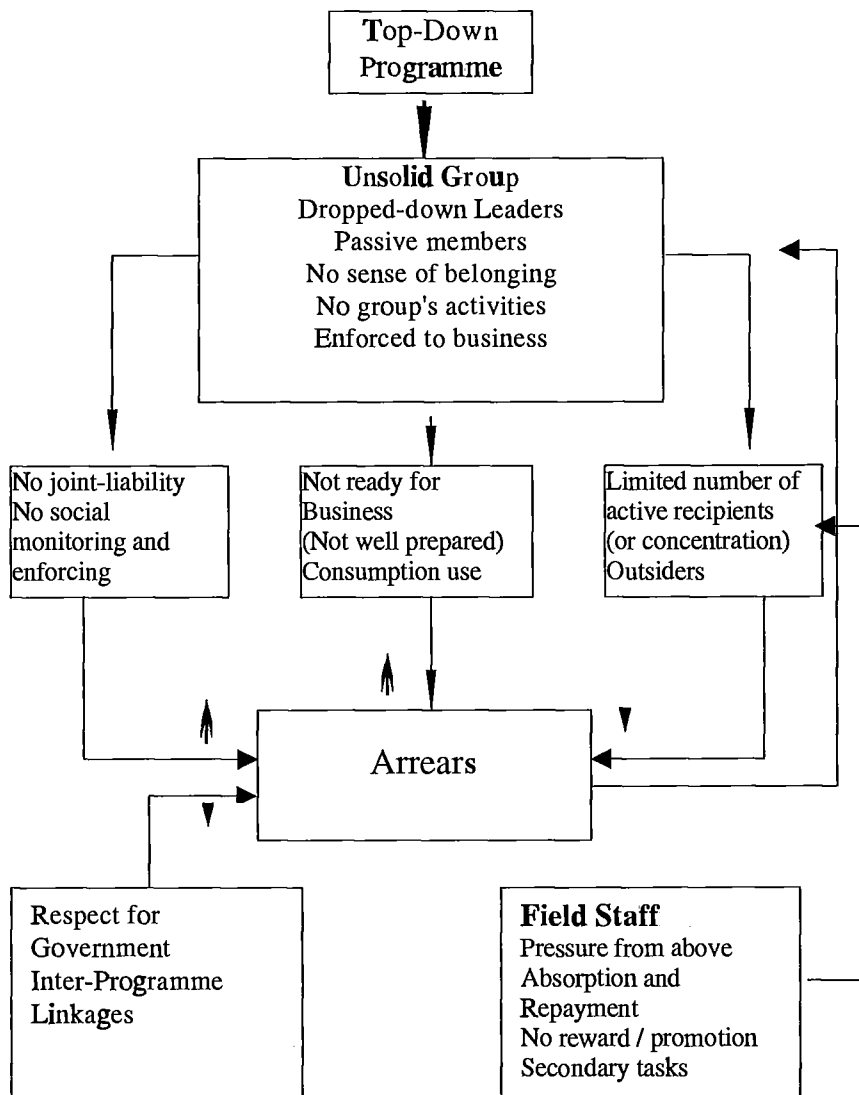 Top-Down
Programme
Unsolid Group
Dropped-down Leaders
Passive members
No sense of belonging
No group's activities
Enforced to business
No joint-liability
No social
monitoring and
enforcing
Not ready for
Business
(Not well prepared)
Consumption use
Limited number of
active recipients
(or concentration)
Outsiders
Arrears
Respect for
Government
Inter-Programme
Linkages
Field Staff
Pressure from above
Absorption and
Repayment
No reward / promotion
Secondary tasks